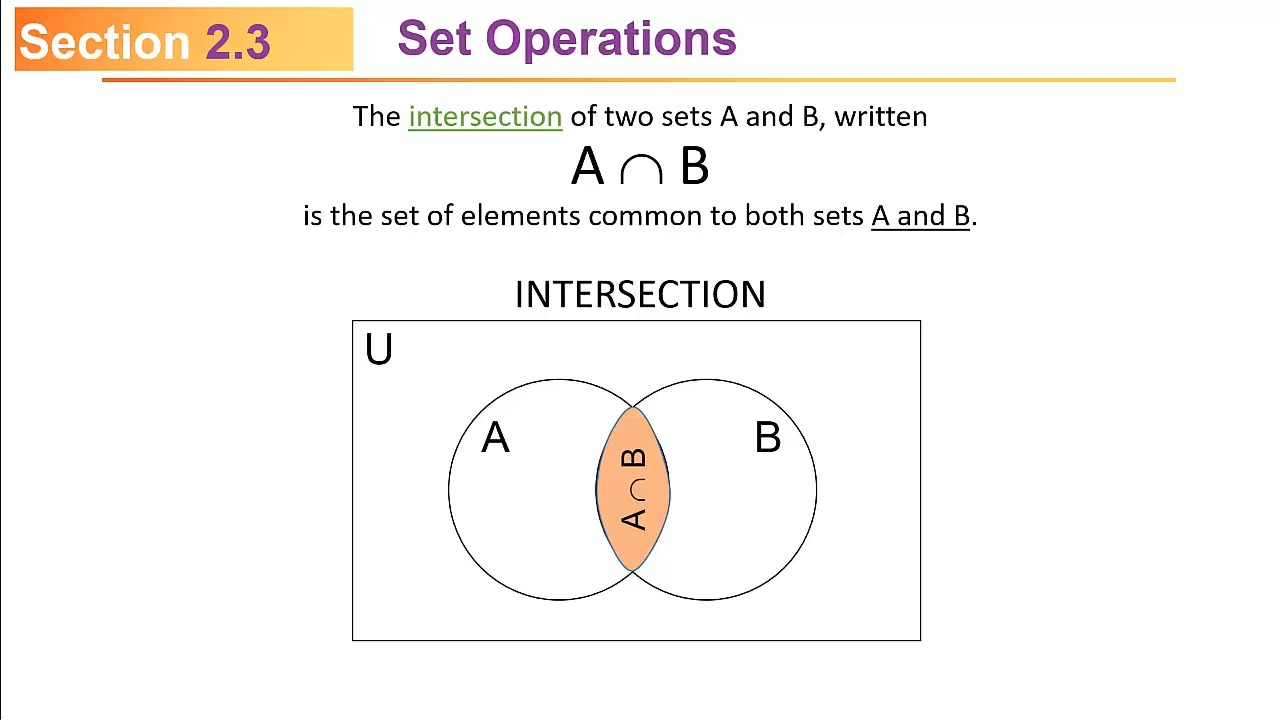 Section 2.3
Set Operations
The intersection of two sets A and B, written
A ∩ B
is the set of elements common to both sets A and B.
INTERSECTION
U
A
A ∩ B
B